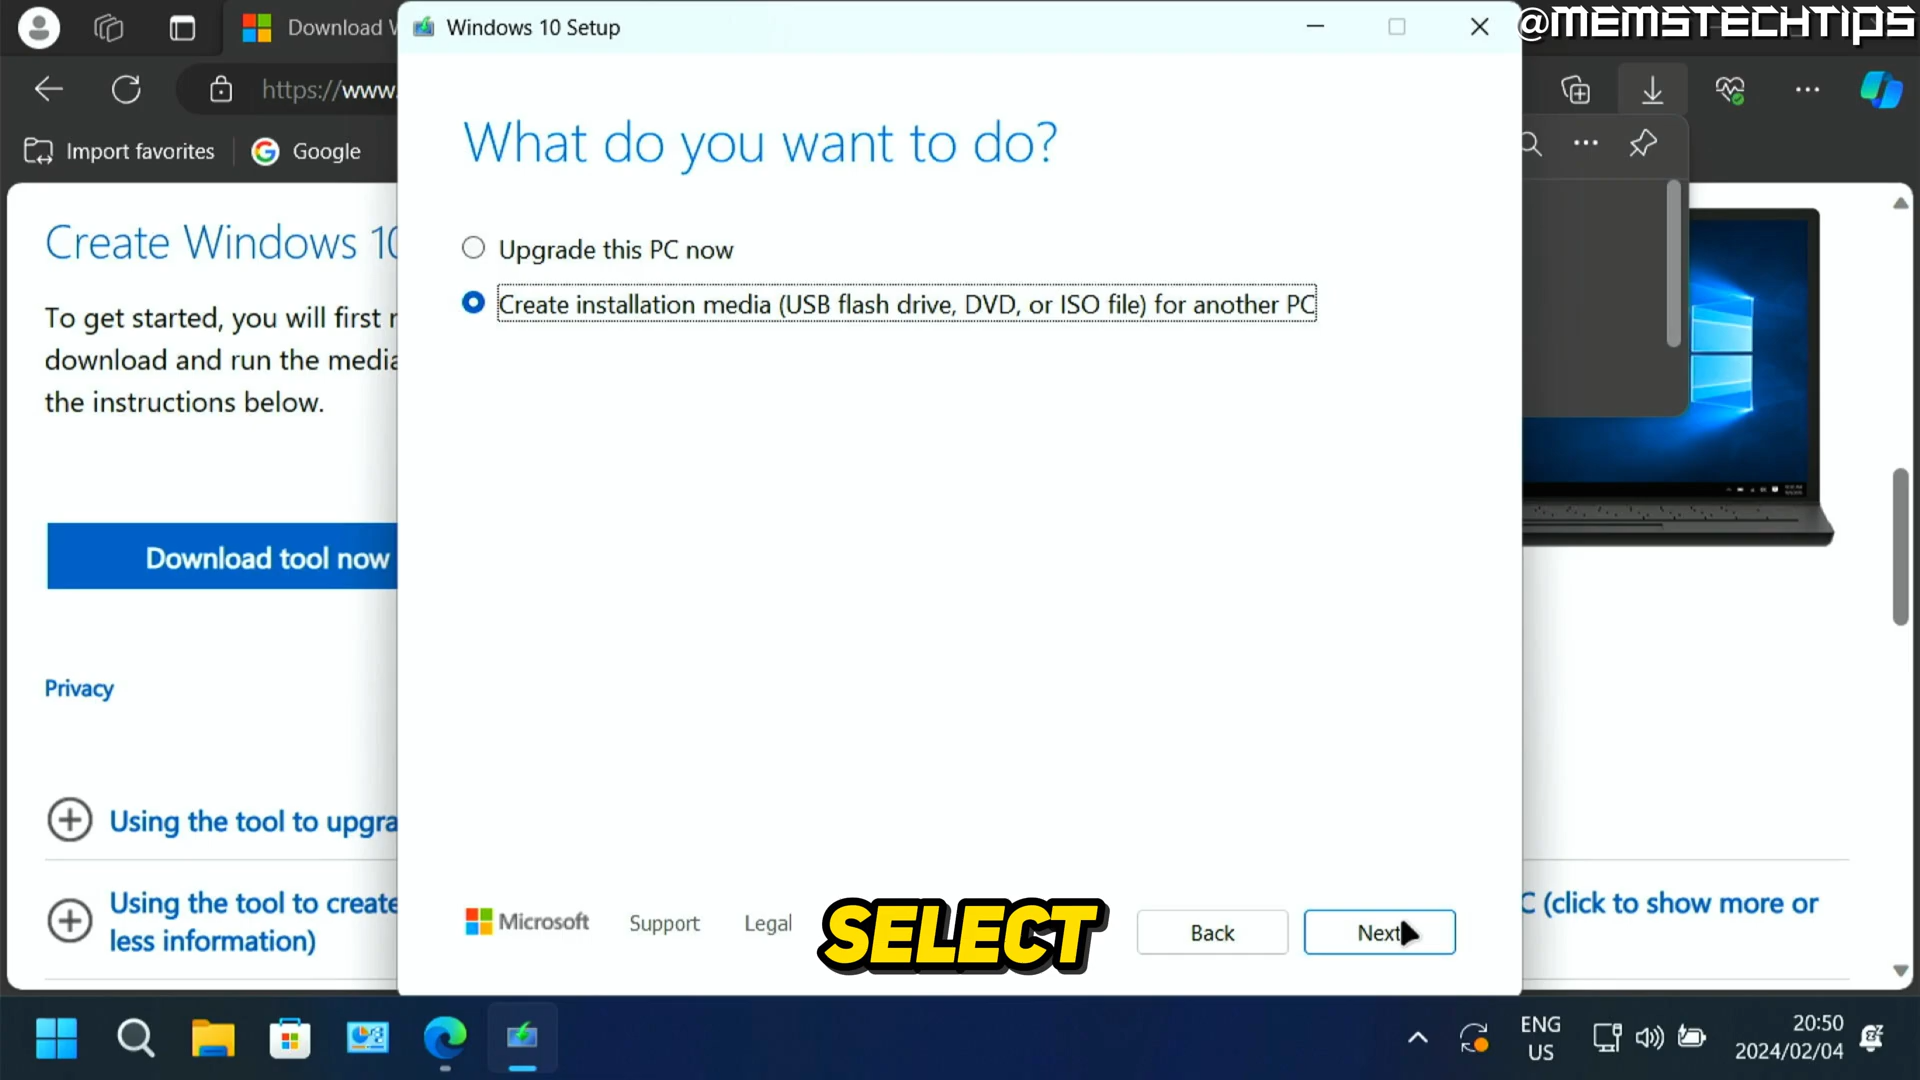 Download W
Windows 10 Setup
@MEMSTECHTIPS
https://www.
Import favorites
Google
What do you want to do?
Upgrade this PC now
Create installation media (USB flash drive, DVD, or ISO file) for another PC
Create Windows 10
To get started, you will first
download and run the media
the instructions below.
Download tool now
Privacy
Using the tool to upgra
Using the tool to create
less information)
C (click to show more or
Microsoft
Support
Legal
SELECT
Back
Next
ENG
US
20:50
2024/02/04